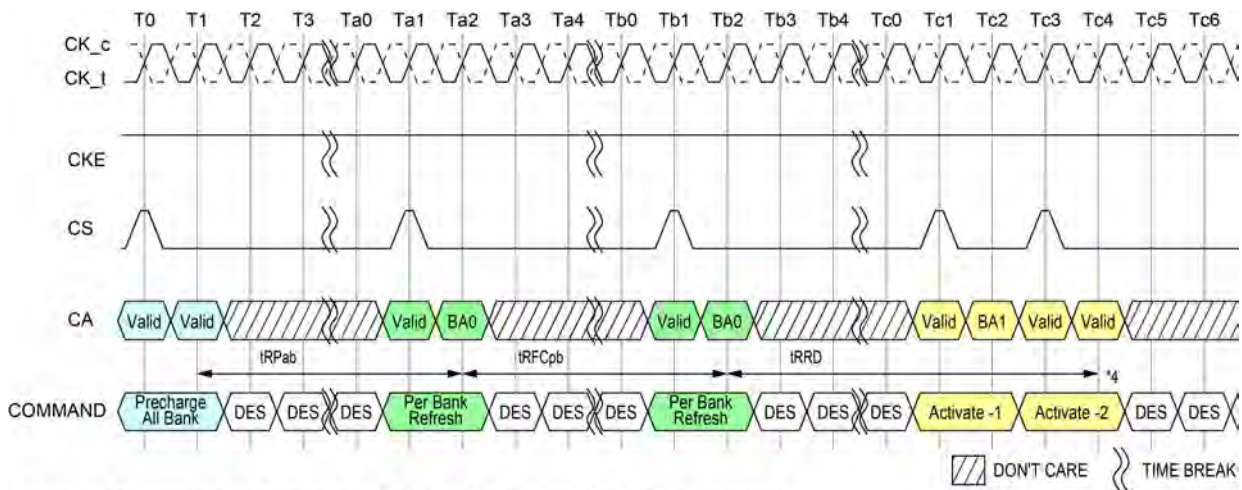 T0 T1 T2 T3 Ta0 Ta1 Ta2 Ta3 Ta4 Tb0 Tb1 Tb2 Tb3 Tb4 Tc0 Tc1 Tc2 Tc3 Tc4 Tc5 Tc6
CK_c
CK_t
CKE
CS
CA Valid Valid Valid BA0 Valid BA0 Valid BA1 Valid Valid
tRPab tRFCpb tRRD *4
COMMAND Precharge All Bank DES DES DES Per Bank Refresh DES DES DES Per Bank Refresh DES DES DES Activate -1 Activate -2 DES DES
DON'T CARE TIME BREAK